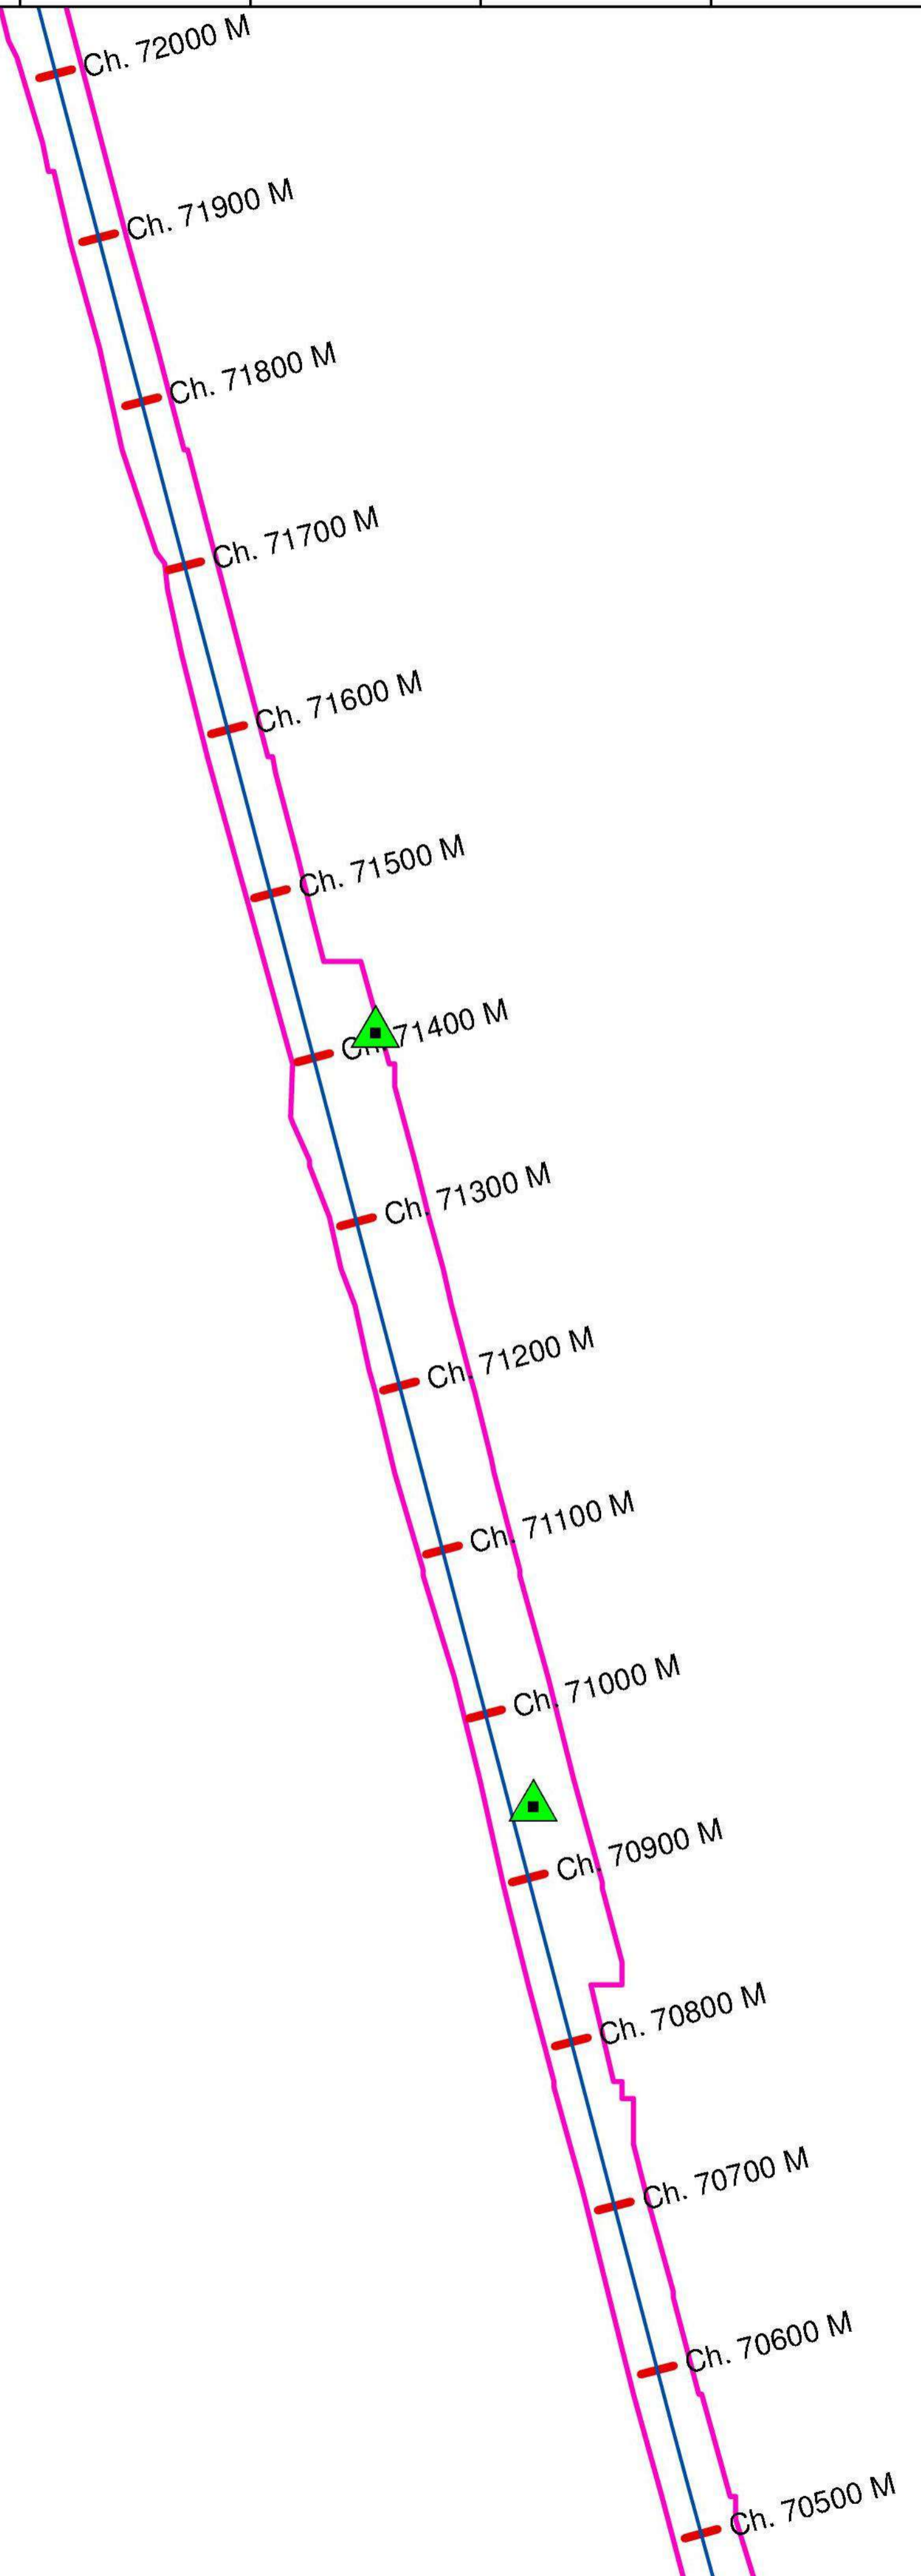 Ch. 72000 M
Ch. 71900 M
Ch. 71800 M
Ch. 71700 M
Ch. 71600 M
Ch. 71500 M
Ch. 71400 M
Ch. 71300 M
Ch. 71200 M
Ch. 71100 M
Ch. 71000 M
Ch. 70900 M
Ch. 70800 M
Ch. 70700 M
Ch. 70600 M
Ch. 70500 M